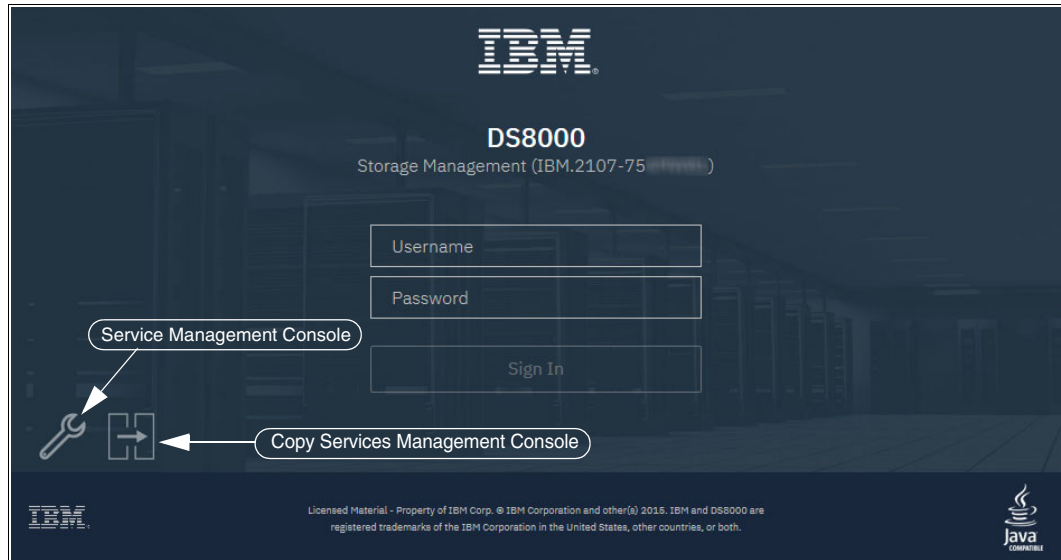 IBM®
DS8000
Storage Management (IBM.2107-75 )
Username
Password
Service Management Console
Sign In
Copy Services Management Console
IBM.
Licensed Material - Property of IBM Corp. © IBM Corporation and other(s) 2015. IBM and DS8000 are
registered trademarks of the IBM Corporation in the United States, other countries, or both.
Java
COMPATIBLE